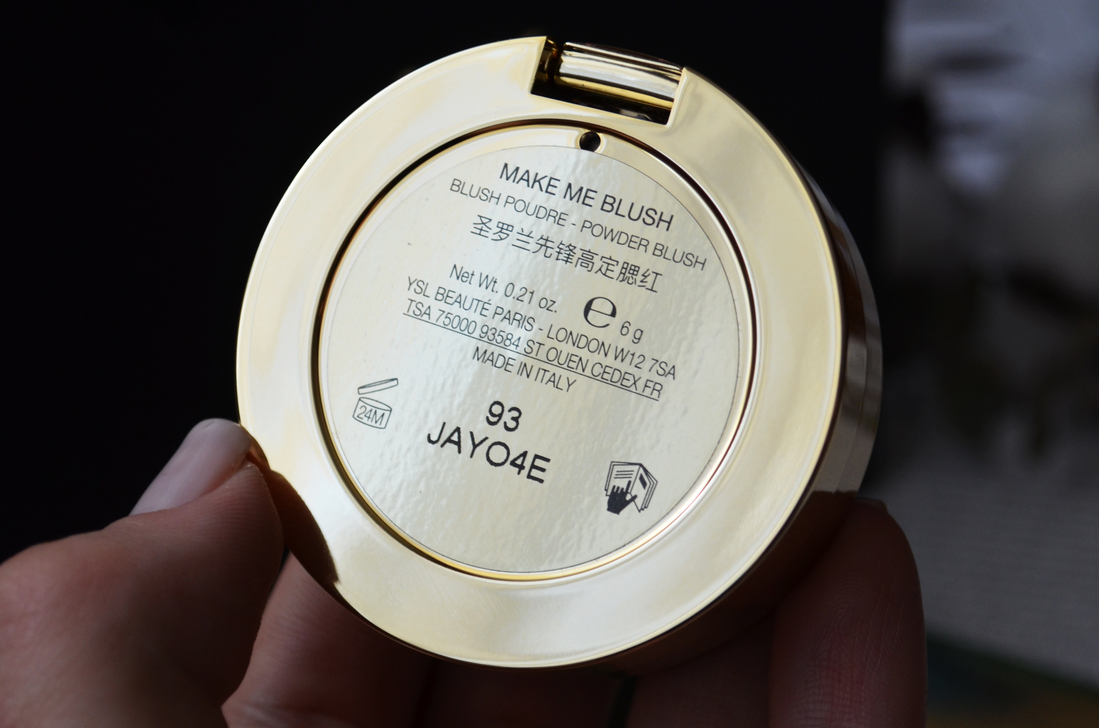 MAKE ME BLUSH
BLUSH POUDRE - POWDER BLUSH
圣罗兰先锋高定腮红
Net Wt. 0.21 oz. ℮ 6 g
YSL BEAUTÉ PARIS - LONDON W12 7SA
TSA 75000 93584 ST OUEN CEDEX FR
MADE IN ITALY
24M
93
JAYO4E